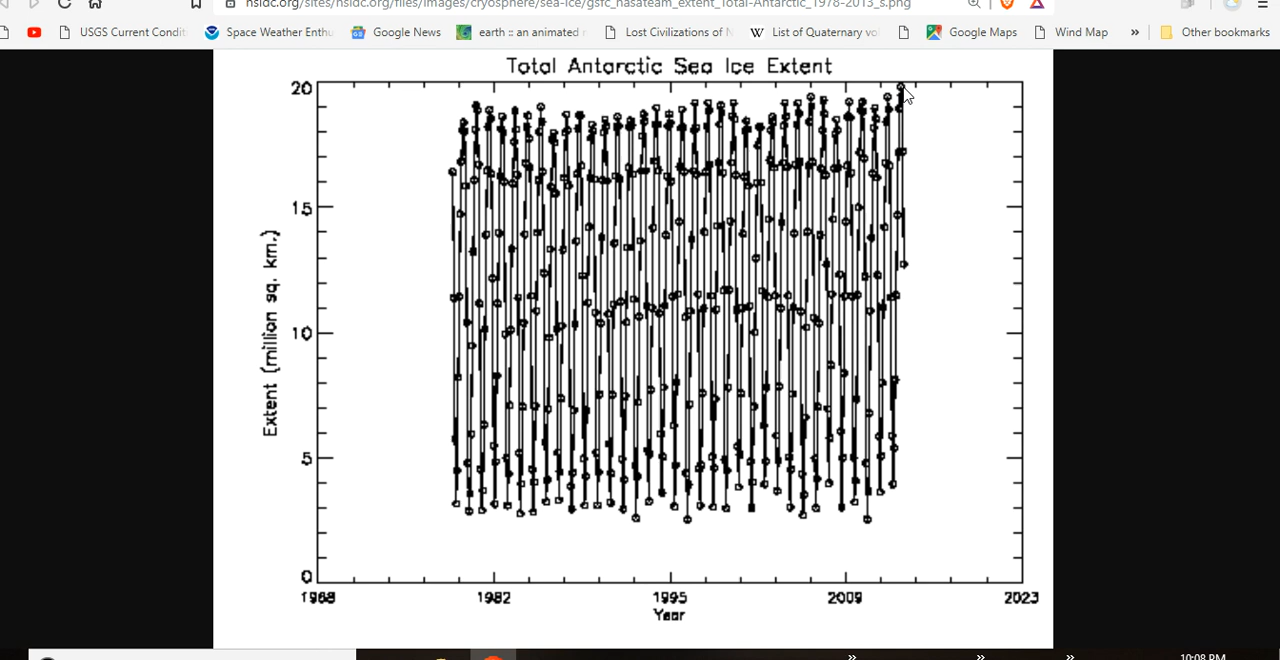 nsidc.org/sites/nsidc.org/files/images/cryosphere/sea-ice/gsfc_nasateam_extent_Total-Antarctic_1978-2013_s.png
USGS Current Condit Space Weather Enthu Google News earth :: an animated Lost Civilizations of N List of Quaternary vol Google Maps Wind Map » Other bookmarks
Total Antarctic Sea Ice Extent
20
15
10
5
0
Extent (million sq. km.)
1968 1982 1995 2009 2023
Year
» » » 10:08 PM